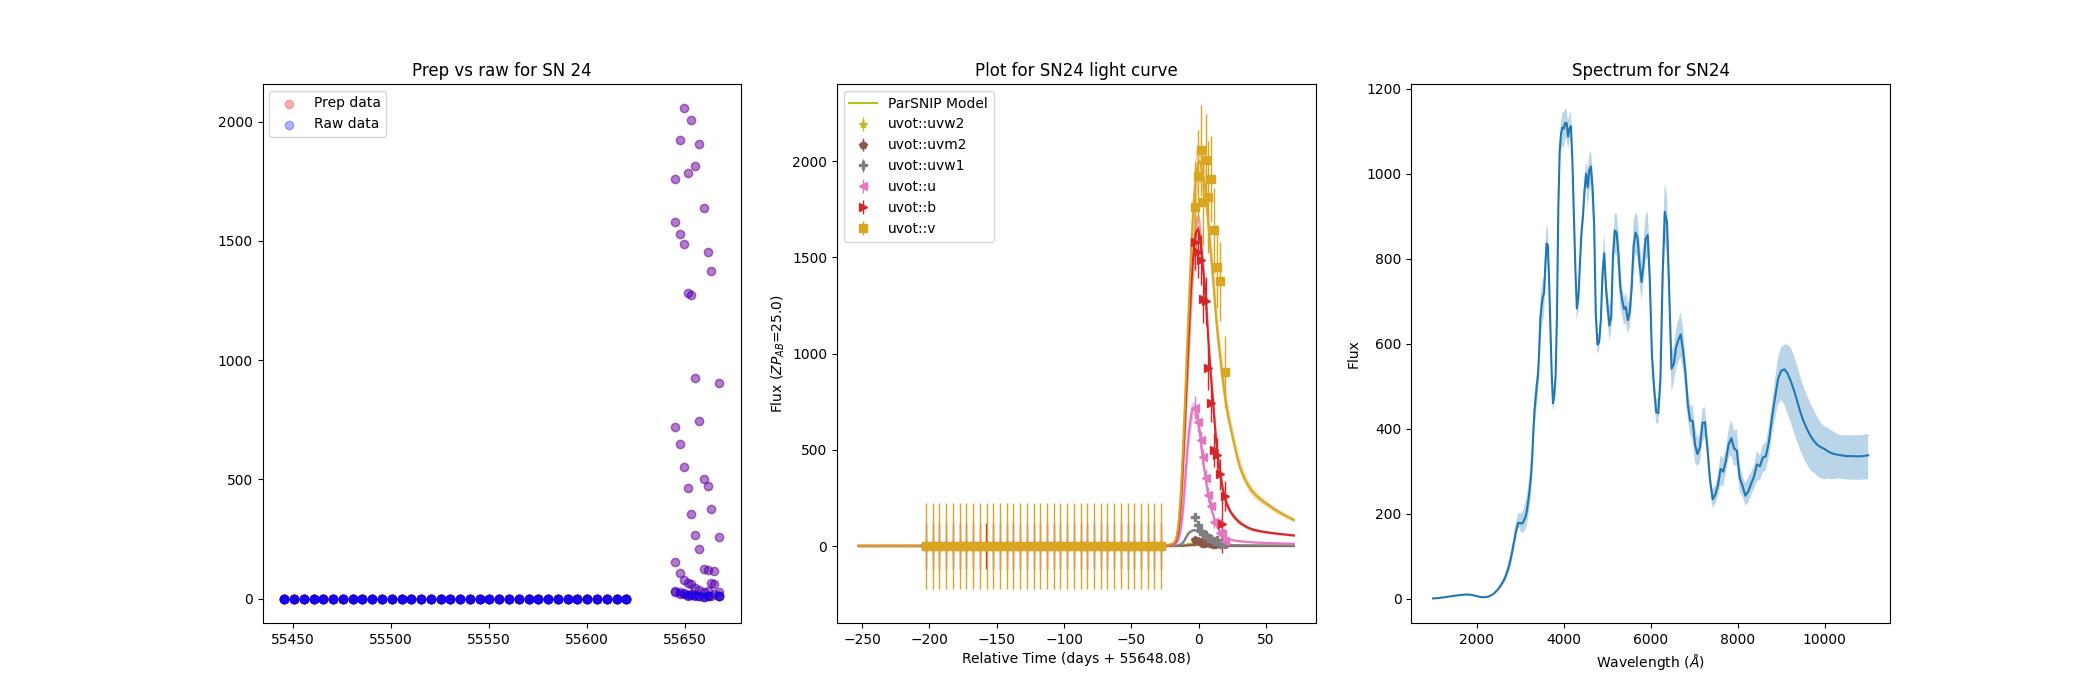 Prep vs raw for SN 24
Prep data
Raw data
2000
1500
1000
500
0
55450
55500
55550
55600
55650
Plot for SN24 light curve
ParSNIP Model
uvot::uvw2
uvot::uvm2
uvot::uvw1
uvot::u
uvot::b
uvot::v
Flux (ZP_AB=25.0)
2000
1500
1000
500
0
−250
−200
−150
−100
−50
0
50
Relative Time (days + 55648.08)
Spectrum for SN24
Flux
1200
1000
800
600
400
200
0
2000
4000
6000
8000
10000
Wavelength (Å)